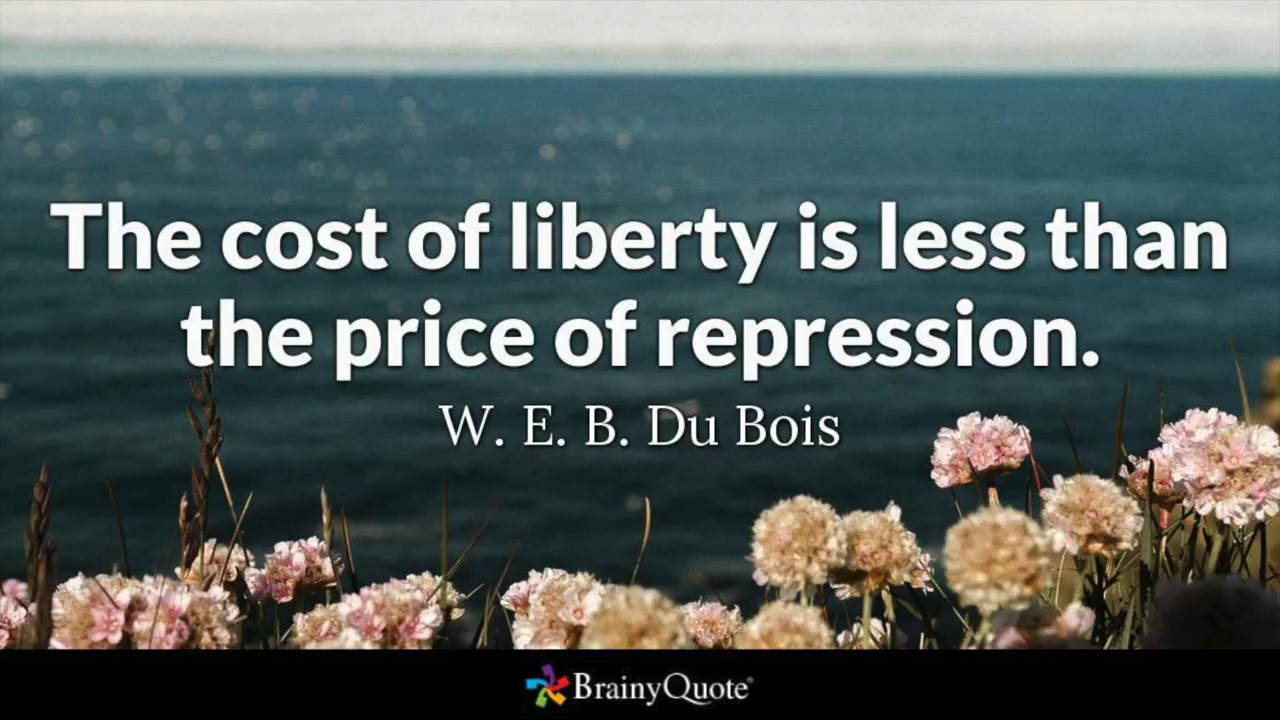 The cost of liberty is less than
the price of repression.
W. E. B. Du Bois
BrainyQuote®